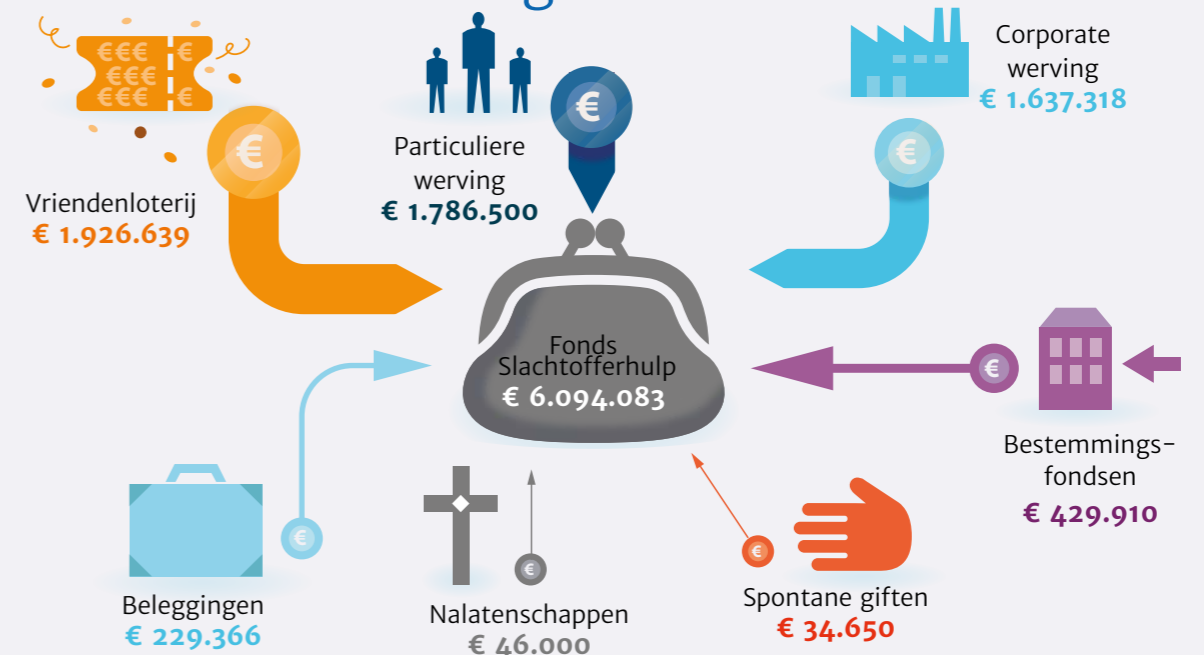 €€€ €
€€€
€€€ €
€
Vriendenloterij
€ 1.926.639
Particuliere
werving
€ 1.786.500
€
Corporate
werving
€ 1.637.318
€
Fonds
Slachtofferhulp
€ 6.094.083
€
Bestemmings-
fondsen
€ 429.910
€
Beleggingen
€ 229.366
€
Nalatenschappen
€ 46.000
€
Spontane giften
€ 34.650